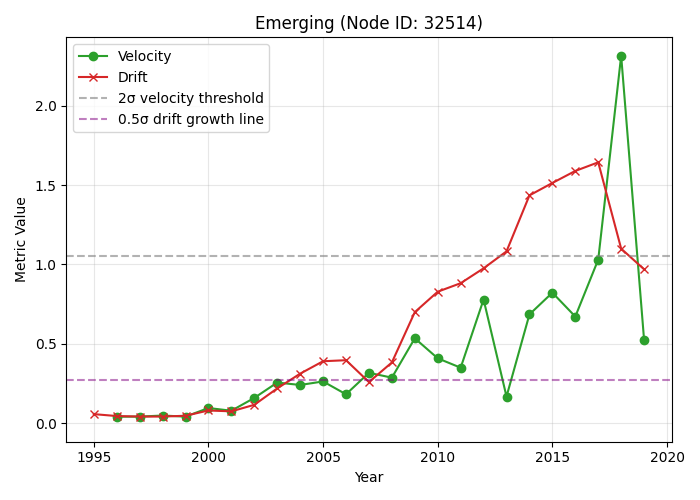 Emerging (Node ID: 32514)
Velocity
Drift
2σ velocity threshold
0.5σ drift growth line
Metric Value
2.0
1.5
1.0
0.5
0.0
1995 2000 2005 2010 2015 2020
Year